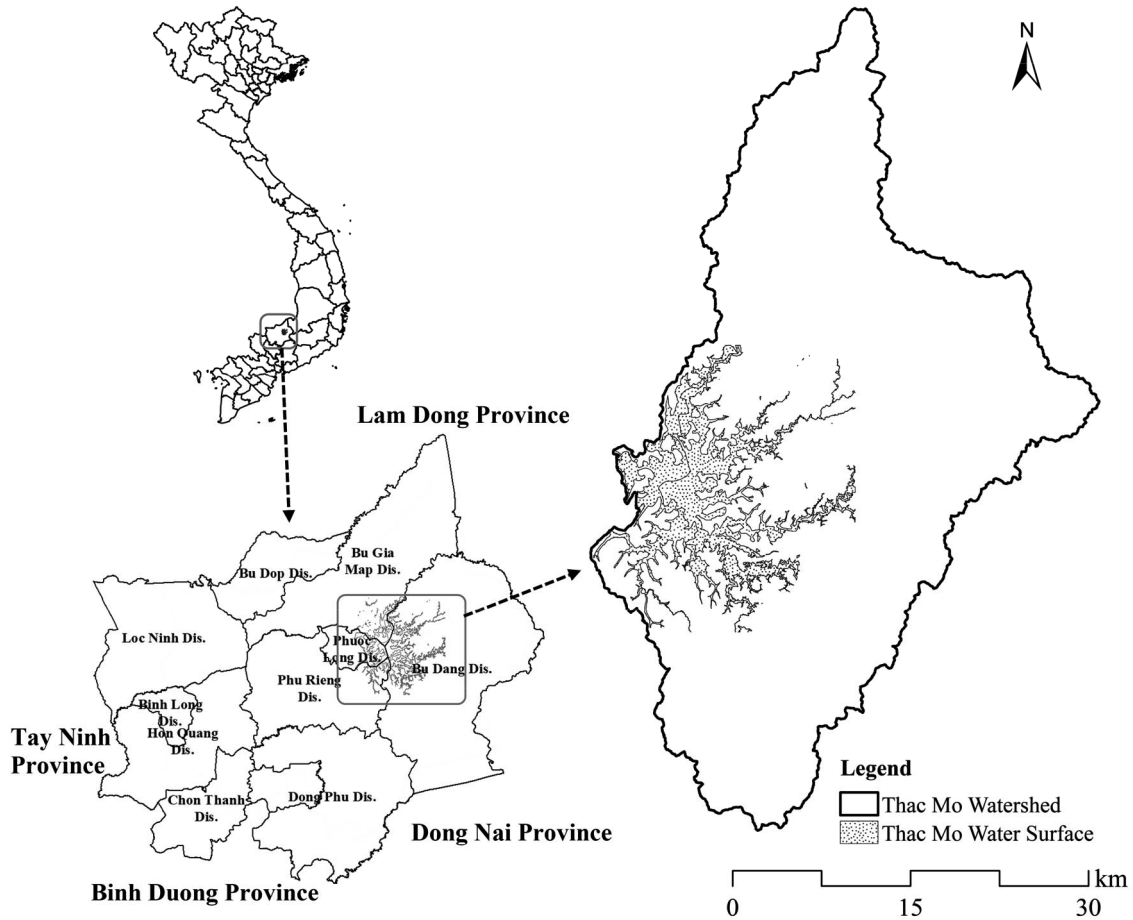 N
Lam Dong Province
Bu Gia
Map Dis.
Bu Dop Dis.
Loc Ninh Dis.
Phuoc
Long Dis.
Bu Dang Dis.
Phu Rieng
Dis.
Binh Long
Dis.
Hon Quang
Dis.
Tay Ninh
Province
Chon Thanh
Dis.
Dong Phu Dis.
Dong Nai Province
Binh Duong Province
Legend
Thac Mo Watershed
Thac Mo Water Surface
km
0 15 30